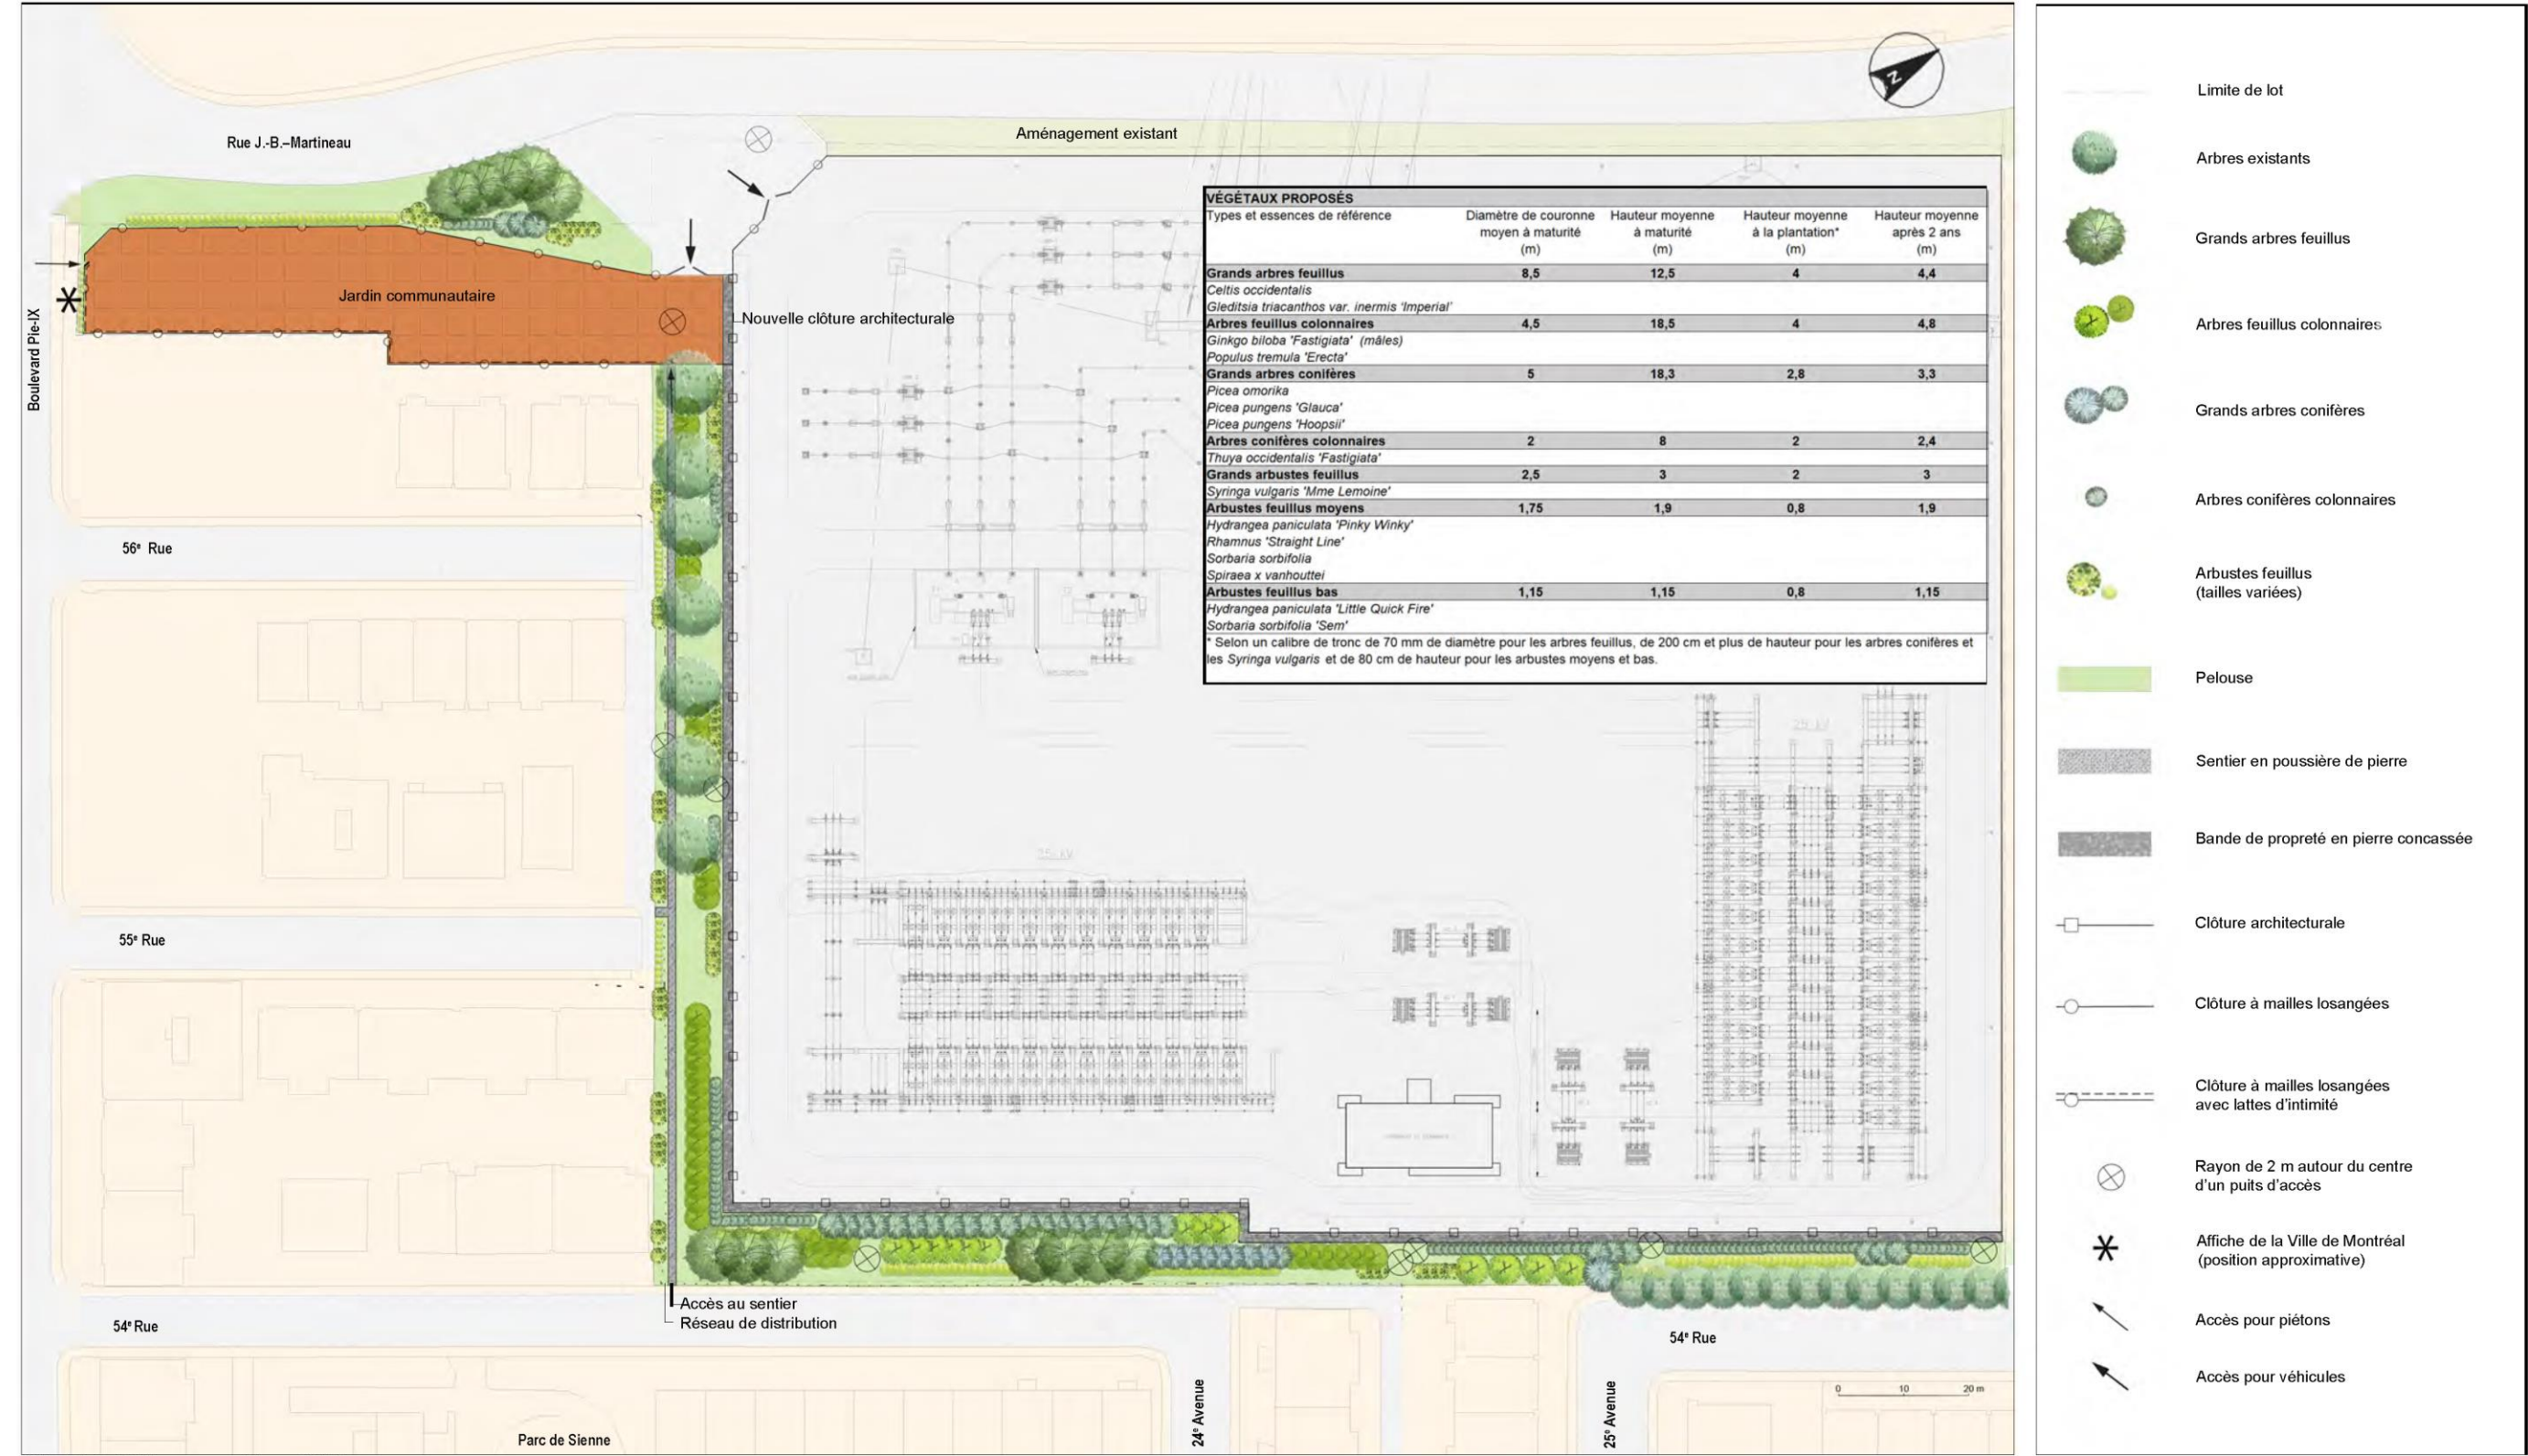 N
Aménagement existant
Rue J.-B.–Martineau
Jardin communautaire
Nouvelle clôture architecturale
Boulevard Pie-IX
56e Rue
55e Rue
54e Rue
Accès au sentier
Réseau de distribution
Parc de Sienne
24e Avenue
25e Avenue
54e Rue
0 10 20 m
25 kV
VÉGÉTAUX PROPOSÉS
Types et essences de référence Diamètre de couronne moyen à maturité (m) Hauteur moyenne à maturité (m) Hauteur moyenne à la plantation* (m) Hauteur moyenne après 2 ans (m)
Grands arbres feuillus 8,5 12,5 4 4,4
Celtis occidentalis
Gleditsia triacanthos var. inermis ‘Imperial’
Arbres feuillus colonnaires 4,5 18,5 4 4,8
Ginkgo biloba 'Fastigiata' (mâles)
Populus tremula 'Erecta'
Grands arbres conifères 5 18,3 2,8 3,3
Picea omorika
Picea pungens 'Glauca'
Picea pungens 'Hoopsii'
Arbres conifères colonnaires 2 8 2 2,4
Thuya occidentalis 'Fastigiata'
Grands arbustes feuillus 2,5 3 2 3
Syringa vulgaris 'Mme Lemoine'
Arbustes feuillus moyens 1,75 1,9 0,8 1,9
Hydrangea paniculata 'Pinky Winky'
Rhamnus 'Straight Line'
Sorbaria sorbifolia
Spiraea x vanhouttei
Arbustes feuillus bas 1,15 1,15 0,8 1,15
Hydrangea paniculata 'Little Quick Fire'
Sorbaria sorbifolia 'Sem'
* Selon un calibre de tronc de 70 mm de diamètre pour les arbres feuillus, de 200 cm et plus de hauteur pour les arbres conifères et
les Syringa vulgaris et de 80 cm de hauteur pour les arbustes moyens et bas.
Limite de lot
Arbres existants
Grands arbres feuillus
Arbres feuillus colonnaires
Grands arbres conifères
Arbres conifères colonnaires
Arbustes feuillus
(tailles variées)
Pelouse
Sentier en poussière de pierre
Bande de propreté en pierre concassée
Clôture architecturale
Clôture à mailles losangées
Clôture à mailles losangées
avec lattes d'intimité
Rayon de 2 m autour du centre
d'un puits d'accès
Affiche de la Ville de Montréal
(position approximative)
Accès pour piétons
Accès pour véhicules